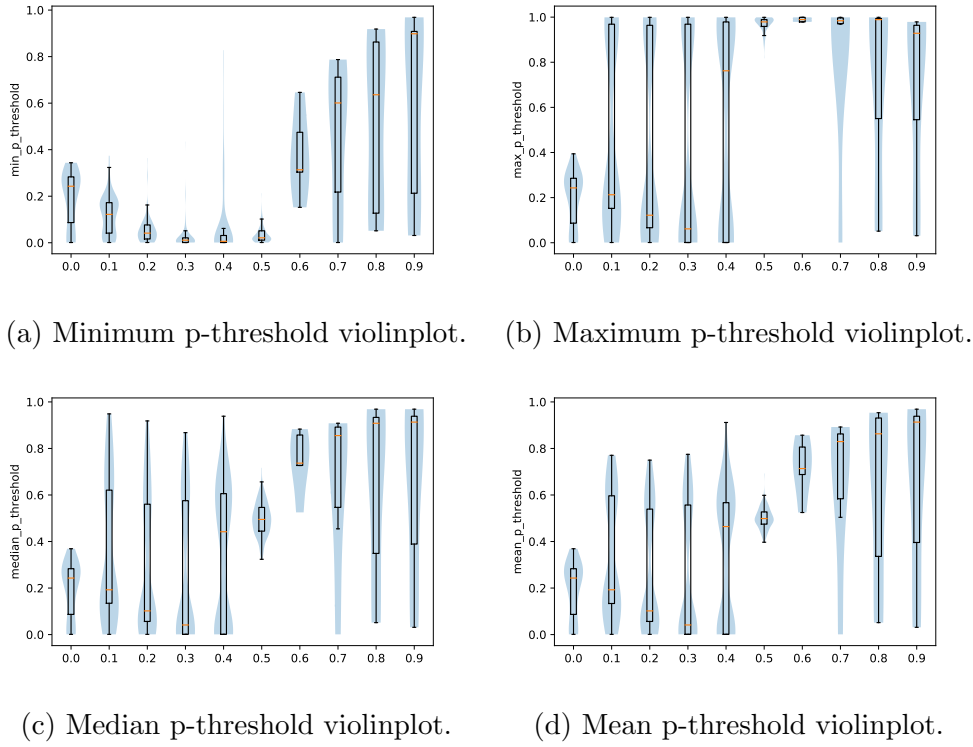 1.0
0.8
0.6
0.4
0.2
0.0
min_p_threshold
0.0 0.1 0.2 0.3 0.4 0.5 0.6 0.7 0.8 0.9
(a) Minimum p-threshold violinplot.
1.0
0.8
0.6
0.4
0.2
0.0
max_p_threshold
0.0 0.1 0.2 0.3 0.4 0.5 0.6 0.7 0.8 0.9
(b) Maximum p-threshold violinplot.
1.0
0.8
0.6
0.4
0.2
0.0
median_p_threshold
0.0 0.1 0.2 0.3 0.4 0.5 0.6 0.7 0.8 0.9
(c) Median p-threshold violinplot.
1.0
0.8
0.6
0.4
0.2
0.0
mean_p_threshold
0.0 0.1 0.2 0.3 0.4 0.5 0.6 0.7 0.8 0.9
(d) Mean p-threshold violinplot.